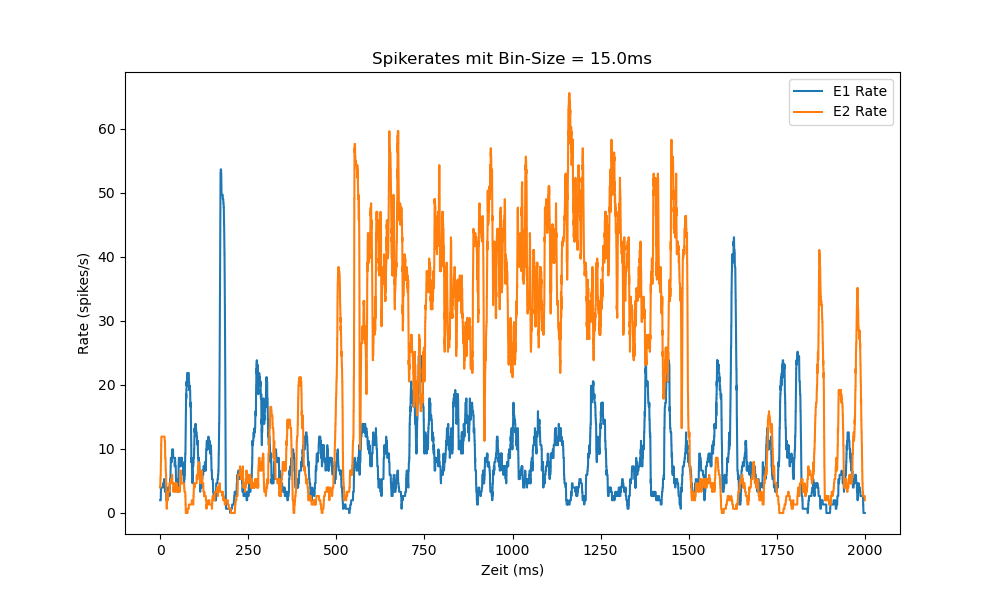 Spikerates mit Bin-Size = 15.0ms
E1 Rate
E2 Rate
Rate (spikes/s)
60
50
40
30
20
10
0
0 250 500 750 1000 1250 1500 1750 2000
Zeit (ms)